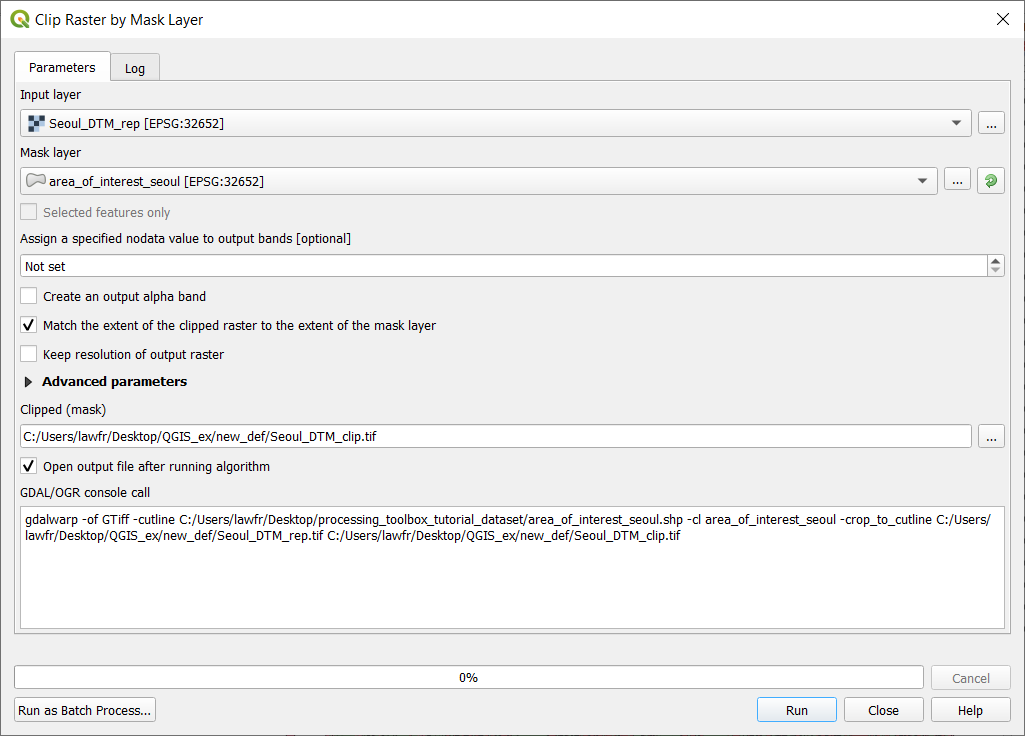 Clip Raster by Mask Layer
Parameters
Log
Input layer
Seoul_DTM_rep [EPSG:32652]
...
Mask layer
area_of_interest_seoul [EPSG:32652]
...
Selected features only
Assign a specified nodata value to output bands [optional]
Not set
Create an output alpha band
Match the extent of the clipped raster to the extent of the mask layer
Keep resolution of output raster
Advanced parameters
Clipped (mask)
C:/Users/lawfr/Desktop/QGIS_ex/new_def/Seoul_DTM_clip.tif
...
Open output file after running algorithm
GDAL/OGR console call
gdalwarp -of GTiff -cutline C:/Users/lawfr/Desktop/processing_toolbox_tutorial_dataset/area_of_interest_seoul.shp -cl area_of_interest_seoul -crop_to_cutline C:/Users/
lawfr/Desktop/QGIS_ex/new_def/Seoul_DTM_rep.tif C:/Users/lawfr/Desktop/QGIS_ex/new_def/Seoul_DTM_clip.tif
0%
Cancel
Run as Batch Process...
Run
Close
Help